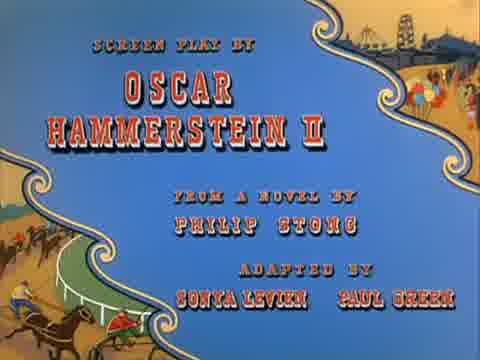 SCREEN PLAY BY
OSCAR
HAMMERSTEIN II
FROM A NOVEL BY
PHILIP STONG
ADAPTED BY
SONYA LEVIEN PAUL GREEN